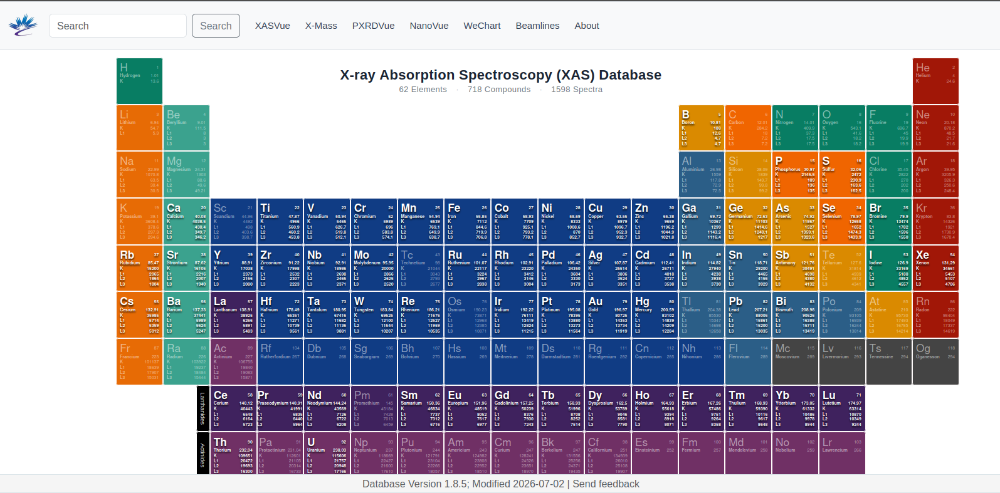 Search Search XASVue X-Mass PXRDVue NanoVue WeChart Beamlines About
X-ray Absorption Spectroscopy (XAS) Database
62 Elements · 718 Compounds · 1598 Spectra
H 1 He 2
Hydrogen 1.01 Helium 4
K 13.6 K 24.6
Li 3 Be 4 B 5 C 6 N 7 O 8 F 9 Ne 10
Lithium 6.94 Beryllium 9.01 Boron 10.81 Carbon 12.01 Nitrogen 14.01 Oxygen 16 Fluorine 19 Neon 20.18
K 54.7 K 111.5 K 188 K 284.2 K 409.9 K 543.1 K 696.7 K 870.2
L1 5.3 L1 8 L1 12.6 L1 18 L1 37.3 L1 41.6 L1 45 L1 48.5
L2 3 L2 4.7 L2 7.2 L2 17.5 L2 18.2 L2 19.9 L2 21.7
L3 3 L3 4.7 L3 7.2 L3 17.5 L3 18.2 L3 19.9 L3 21.6
Na 11 Mg 12 Al 13 Si 14 P 15 S 16 Cl 17 Ar 18
Sodium 22.99 Magnesium 24.31 Aluminium 26.98 Silicon 28.09 Phosphorus 30.97 Sulfur 32.06 Chlorine 35.45 Argon 39.95
K 1070.8 K 1303 K 1559 K 1839 K 2145.5 K 2472 K 2822 K 3205.9
L1 63.5 L1 88.6 L1 117.8 L1 149.7 L1 189 L1 230.9 L1 270 L1 326.3
L2 30.4 L2 49.6 L2 72.9 L2 99.8 L2 136 L2 163.6 L2 202 L2 250.6
L3 30.5 L3 49.21 L3 72.5 L3 99.2 L3 135 L3 162.5 L3 200 L3 248.4
K 19 Ca 20 Sc 21 Ti 22 V 23 Cr 24 Mn 25 Fe 26 Co 27 Ni 28 Cu 29 Zn 30 Ga 31 Ge 32 As 33 Se 34 Br 35 Kr 36
Potassium 39.1 Calcium 40.08 Scandium 44.96 Titanium 47.87 Vanadium 50.94 Chromium 52 Manganese 54.94 Iron 55.85 Cobalt 58.93 Nickel 58.69 Copper 63.55 Zinc 65.38 Gallium 69.72 Germanium 72.63 Arsenic 74.92 Selenium 78.97 Bromine 79.9 Krypton 83.8
K 3608.4 K 4038.5 K 4492 K 4966 K 5465 K 5989 K 6539 K 7112 K 7709 K 8333 K 8979 K 9659 K 10367 K 11103 K 11867 K 12658 K 13474 K 14326
L1 378.6 L1 438.4 L1 498 L1 560.9 L1 626.7 L1 696 L1 769.1 L1 844.6 L1 925.1 L1 1008.6 L1 1096.7 L1 1196.2 L1 1299 L1 1414.6 L1 1527 L1 1652 L1 1782 L1 1921
L2 297.3 L2 349.7 L2 403.6 L2 460.2 L2 519.8 L2 583.8 L2 649.9 L2 719.9 L2 793.2 L2 870 L2 952.3 L2 1044.9 L2 1143.2 L2 1248.1 L2 1359.1 L2 1474.3 L2 1596 L2 1730.9
L3 294.6 L3 346.2 L3 398.7 L3 453.8 L3 512.1 L3 574.1 L3 638.7 L3 706.8 L3 778.1 L3 852.7 L3 932.7 L3 1021.8 L3 1116.4 L3 1217 L3 1323.6 L3 1433.9 L3 1550 L3 1678.4
Rb 37 Sr 38 Y 39 Zr 40 Nb 41 Mo 42 Tc 43 Ru 44 Rh 45 Pd 46 Ag 47 Cd 48 In 49 Sn 50 Sb 51 Te 52 I 53 Xe 54
Rubidium 85.47 Strontium 87.62 Yttrium 88.91 Zirconium 91.22 Niobium 92.91 Molybdenum 95.95 Technetium 98 Ruthenium 101.07 Rhodium 102.91 Palladium 106.42 Silver 107.87 Cadmium 112.41 Indium 114.82 Tin 118.71 Antimony 121.76 Tellurium 127.6 Iodine 126.9 Xenon 131.29
K 15200 K 16105 K 17038 K 17998 K 18986 K 20000 K 21044 K 22117 K 23220 K 24350 K 25514 K 26711 K 27940 K 29200 K 30491 K 31814 K 33169 K 34561
L1 2065 L1 2216 L1 2373 L1 2532 L1 2698 L1 2866 L1 3043 L1 3224 L1 3412 L1 3604 L1 3806 L1 4018 L1 4238 L1 4465 L1 4698 L1 4939 L1 5188 L1 5453
L2 1864 L2 2007 L2 2156 L2 2307 L2 2465 L2 2625 L2 2793 L2 2967 L2 3146 L2 3330 L2 3524 L2 3727 L2 3938 L2 4156 L2 4380 L2 4612 L2 4852 L2 5107
L3 1804 L3 1940 L3 2080 L3 2223 L3 2371 L3 2520 L3 2677 L3 2838 L3 3004 L3 3173 L3 3351 L3 3538 L3 3730 L3 3929 L3 4132 L3 4341 L3 4557 L3 4786
Cs 55 Ba 56 La 57 Hf 72 Ta 73 W 74 Re 75 Os 76 Ir 77 Pt 78 Au 79 Hg 80 Tl 81 Pb 82 Bi 83 Po 84 At 85 Rn 86
Cesium 132.91 Barium 137.33 Lanthanum 138.91 Hafnium 178.49 Tantalum 180.95 Tungsten 183.84 Rhenium 186.21 Osmium 190.23 Iridium 192.22 Platinum 195.08 Gold 196.97 Mercury 200.59 Thallium 204.38 Lead 207.21 Bismuth 208.98 Polonium 209 Astatine 210 Radon 222
K 35985 K 37441 K 38925 K 65351 K 67416 K 69525 K 71676 K 73871 K 76111 K 78395 K 80725 K 83102 K 85530 K 88005 K 90526 K 93105 K 95730 K 98404
L1 5714 L1 5989 L1 6266 L1 11271 L1 11682 L1 12100 L1 12527 L1 12968 L1 13419 L1 13880 L1 14353 L1 14839 L1 15347 L1 15861 L1 16388 L1 16939 L1 17493 L1 18049
L2 5359 L2 5624 L2 5891 L2 10739 L2 11136 L2 11544 L2 11959 L2 12385 L2 12824 L2 13273 L2 13734 L2 14209 L2 14698 L2 15200 L2 15711 L2 16244 L2 16785 L2 17337
L3 5012 L3 5247 L3 5483 L3 9561 L3 9881 L3 10207 L3 10535 L3 10871 L3 11215 L3 11564 L3 11919 L3 12284 L3 12658 L3 13035 L3 13419 L3 13814 L3 14214 L3 14619
Fr 87 Ra 88 Ac 89 Rf 104 Db 105 Sg 106 Bh 107 Hs 108 Mt 109 Ds 110 Rg 111 Cn 112 Nh 113 Fl 114 Mc 115 Lv 116 Ts 117 Og 118
Francium 223 Radium 226 Actinium 227 Rutherfordium 267 Dubnium 268 Seaborgium 269 Bohrium 270 Hassium 269 Meitnerium 278 Darmstadtium 281 Roentgenium 282 Copernicium 285 Nihonium 286 Flerovium 289 Moscovium 289 Livermorium 293 Tennessine 294 Oganesson 294
K 101137 K 103922 K 106755
L1 18639 L1 19237 L1 19840
L2 17907 L2 18484 L2 19083
L3 15031 L3 15444 L3 15871
Lanthanides
Ce 58 Pr 59 Nd 60 Pm 61 Sm 62 Eu 63 Gd 64 Tb 65 Dy 66 Ho 67 Er 68 Tm 69 Yb 70 Lu 71
Cerium 140.12 Praseodymium 140.91 Neodymium 144.24 Promethium 145 Samarium 150.36 Europium 151.96 Gadolinium 157.25 Terbium 158.93 Dysprosium 162.5 Holmium 164.93 Erbium 167.26 Thulium 168.93 Ytterbium 173.05 Lutetium 174.97
K 40443 K 41991 K 43569 K 45184 K 46834 K 48519 K 50239 K 51996 K 53789 K 55618 K 57486 K 59390 K 61332 K 63314
L1 6548 L1 6835 L1 7126 L1 7428 L1 7737 L1 8052 L1 8376 L1 8708 L1 9046 L1 9394 L1 9751 L1 10116 L1 10486 L1 10870
L2 6164 L2 6440 L2 6722 L2 7013 L2 7312 L2 7617 L2 7930 L2 8252 L2 8581 L2 8918 L2 9264 L2 9617 L2 9978 L2 10349
L3 5723 L3 5964 L3 6208 L3 6459 L3 6716 L3 6977 L3 7243 L3 7514 L3 7790 L3 8071 L3 8358 L3 8648 L3 8944 L3 9244
Actinides
Th 90 Pa 91 U 92 Np 93 Pu 94 Am 95 Cm 96 Bk 97 Cf 98 Es 99 Fm 100 Md 101 No 102 Lr 103
Thorium 232.04 Protactinium 231.04 Uranium 238.03 Neptunium 237 Plutonium 244 Americium 243 Curium 247 Berkelium 247 Californium 251 Einsteinium 252 Fermium 257 Mendelevium 258 Nobelium 259 Lawrencium 266
K 109651 K 112601 K 115606 K 118669 K 121791 K 124982 K 128241 K 131556 K 134939
L1 20472 L1 21105 L1 21757 L1 22427 L1 23104 L1 23808 L1 24526 L1 25256 L1 26010
L2 19693 L2 20314 L2 20948 L2 21600 L2 22266 L2 22952 L2 23651 L2 24371 L2 25108
L3 16300 L3 16733 L3 17166 L3 17610 L3 18057 L3 18510 L3 18970 L3 19435 L3 19907
Database Version 1.8.5; Modified 2026-07-02 | Send feedback